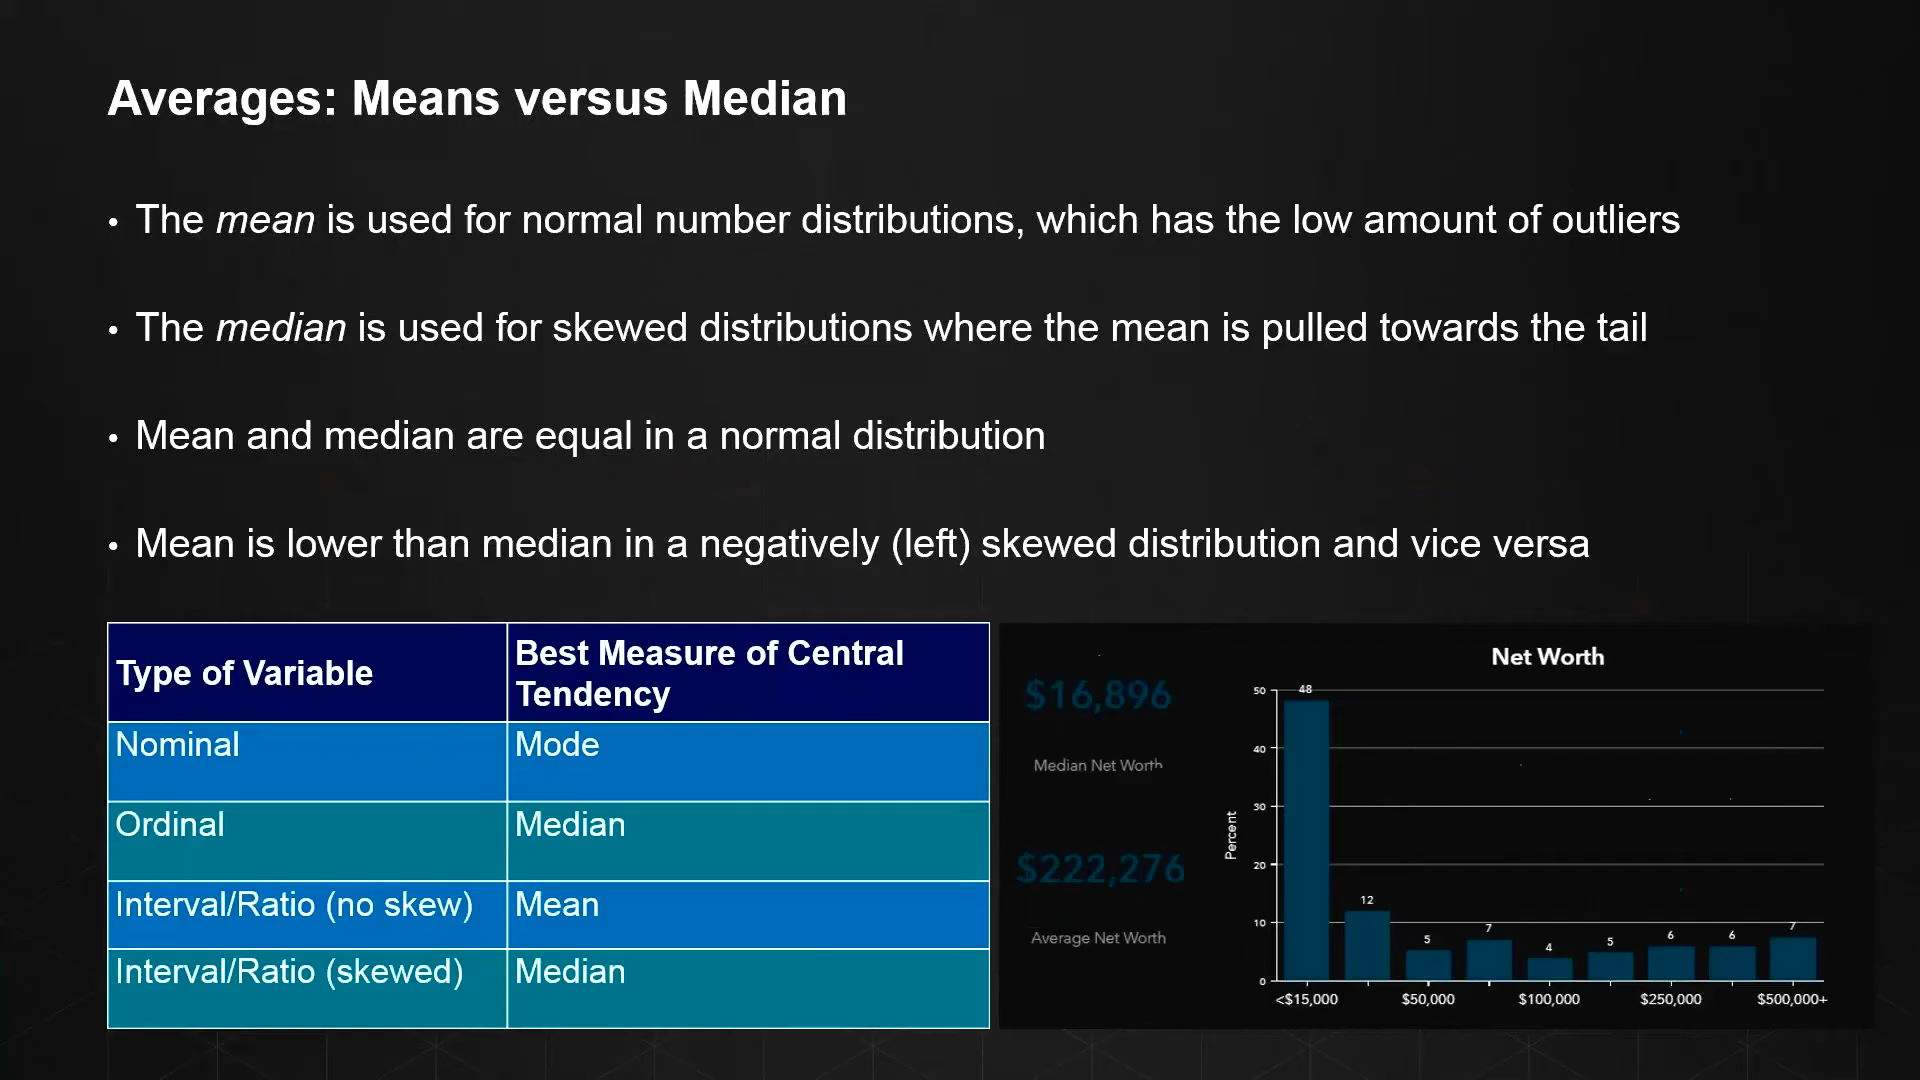 Averages: Means versus Median
• The mean is used for normal number distributions, which has the low amount of outliers
• The median is used for skewed distributions where the mean is pulled towards the tail
• Mean and median are equal in a normal distribution
• Mean is lower than median in a negatively (left) skewed distribution and vice versa
Type of Variable
Best Measure of Central
Tendency
Nominal
Mode
Ordinal
Median
Interval/Ratio (no skew)
Mean
Interval/Ratio (skewed)
Median
$16,896
Median Net Worth
$222,276
Average Net Worth
Net Worth
Percent
50
40
30
20
10
0
48
12
5
7
4
5
6
6
7
<$15,000
$50,000
$100,000
$250,000
$500,000+